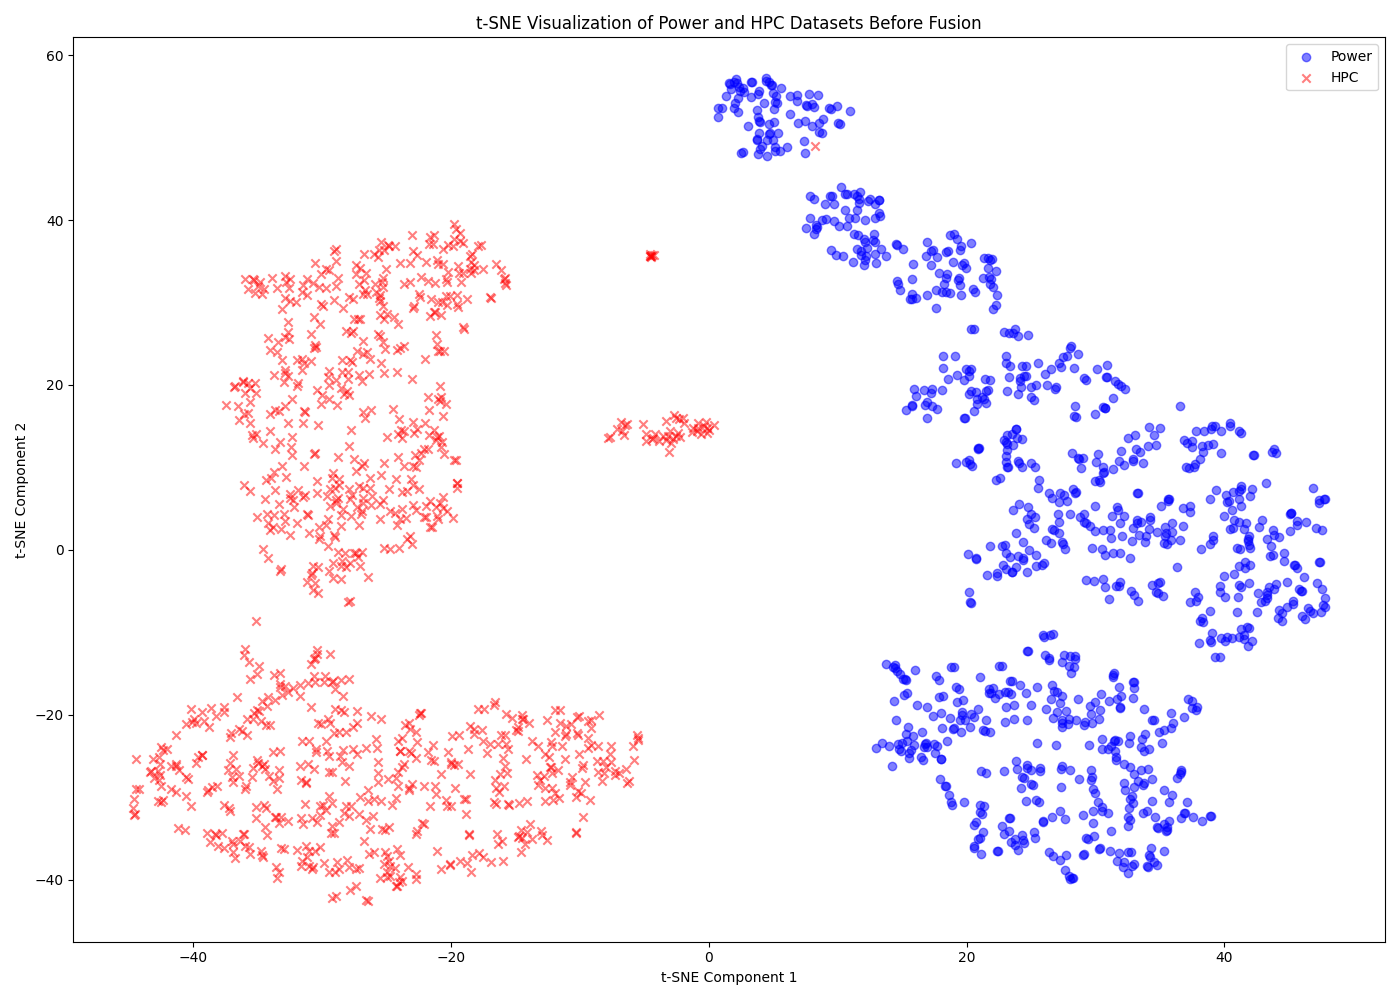 t-SNE Visualization of Power and HPC Datasets Before Fusion
Power
HPC
60
40
20
0
−20
−40
t-SNE Component 2
−40
−20
0
20
40
t-SNE Component 1